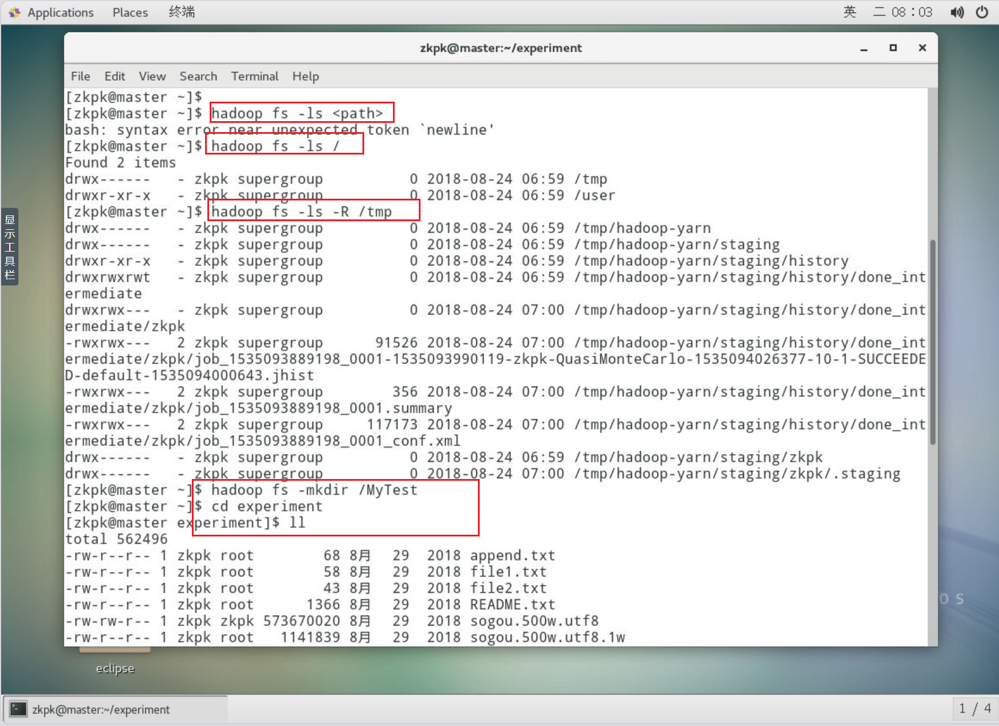 Applications Places 终端 英 二 08：03
zkpk@master:~/experiment
File Edit View Search Terminal Help
[zkpk@master ~]$
[zkpk@master ~]$ hadoop fs -ls <path>
bash: syntax error near unexpected token `newline'
[zkpk@master ~]$ hadoop fs -ls /
Found 2 items
drwx------   - zkpk supergroup          0 2018-08-24 06:59 /tmp
drwxr-xr-x   - zkpk supergroup          0 2018-08-24 06:59 /user
[zkpk@master ~]$ hadoop fs -ls -R /tmp
drwx------   - zkpk supergroup          0 2018-08-24 06:59 /tmp/hadoop-yarn
drwx------   - zkpk supergroup          0 2018-08-24 06:59 /tmp/hadoop-yarn/staging
drwxr-xr-x   - zkpk supergroup          0 2018-08-24 06:59 /tmp/hadoop-yarn/staging/history
drwxrwxrwt   - zkpk supergroup          0 2018-08-24 06:59 /tmp/hadoop-yarn/staging/history/done_int
ermediate
drwxrwx---   - zkpk supergroup          0 2018-08-24 07:00 /tmp/hadoop-yarn/staging/history/done_int
ermediate/zkpk
-rwxrwx---   2 zkpk supergroup      91526 2018-08-24 07:00 /tmp/hadoop-yarn/staging/history/done_int
ermediate/zkpk/job_1535093889198_0001-1535093990119-zkpk-QuasiMonteCarlo-1535094026377-10-1-SUCCEEDE
D-default-1535094000643.jhist
-rwxrwx---   2 zkpk supergroup        356 2018-08-24 07:00 /tmp/hadoop-yarn/staging/history/done_int
ermediate/zkpk/job_1535093889198_0001.summary
-rwxrwx---   2 zkpk supergroup     117173 2018-08-24 07:00 /tmp/hadoop-yarn/staging/history/done_int
ermediate/zkpk/job_1535093889198_0001_conf.xml
drwx------   - zkpk supergroup          0 2018-08-24 06:59 /tmp/hadoop-yarn/staging/zkpk
drwx------   - zkpk supergroup          0 2018-08-24 07:00 /tmp/hadoop-yarn/staging/zkpk/.staging
[zkpk@master ~]$ hadoop fs -mkdir /MyTest
[zkpk@master ~]$ cd experiment
[zkpk@master experiment]$ ll
total 562496
-rw-r--r-- 1 zkpk root        68 8月   29  2018 append.txt
-rw-r--r-- 1 zkpk root        58 8月   29  2018 file1.txt
-rw-r--r-- 1 zkpk root        43 8月   29  2018 file2.txt
-rw-r--r-- 1 zkpk root      1366 8月   29  2018 README.txt
-rw-rw-r-- 1 zkpk zkpk 573670020 8月   29  2018 sogou.500w.utf8
-rw-r--r-- 1 zkpk root   1141839 8月   29  2018 sogou.500w.utf8.1w
显示工具栏
O S
eclipse
zkpk@master:~/experiment
1 / 4